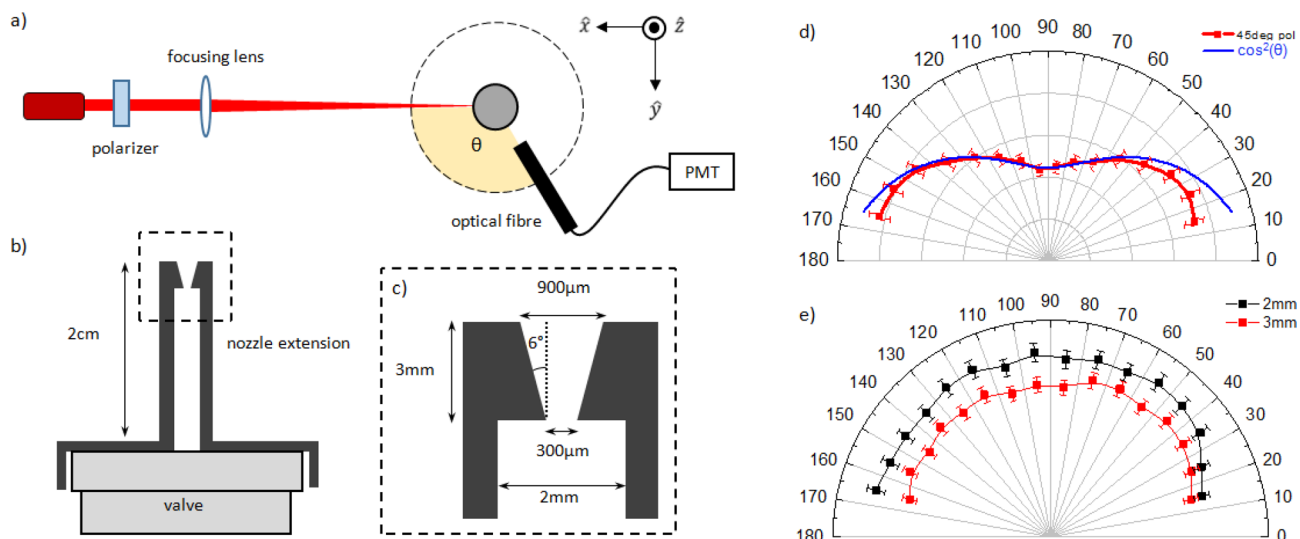 a)
x̂
ẑ
ŷ
focusing lens
polarizer
θ
optical fibre
PMT
b)
2cm
nozzle extension
valve
c)
900µm
6°
3mm
300µm
2mm
d)
45deg pol
cos²(θ)
90
100
80
110
70
120
60
130
50
140
40
150
30
160
20
170
10
180
0
e)
2mm
3mm
90
100
80
110
70
120
60
130
50
140
40
150
30
160
20
170
10
180
0